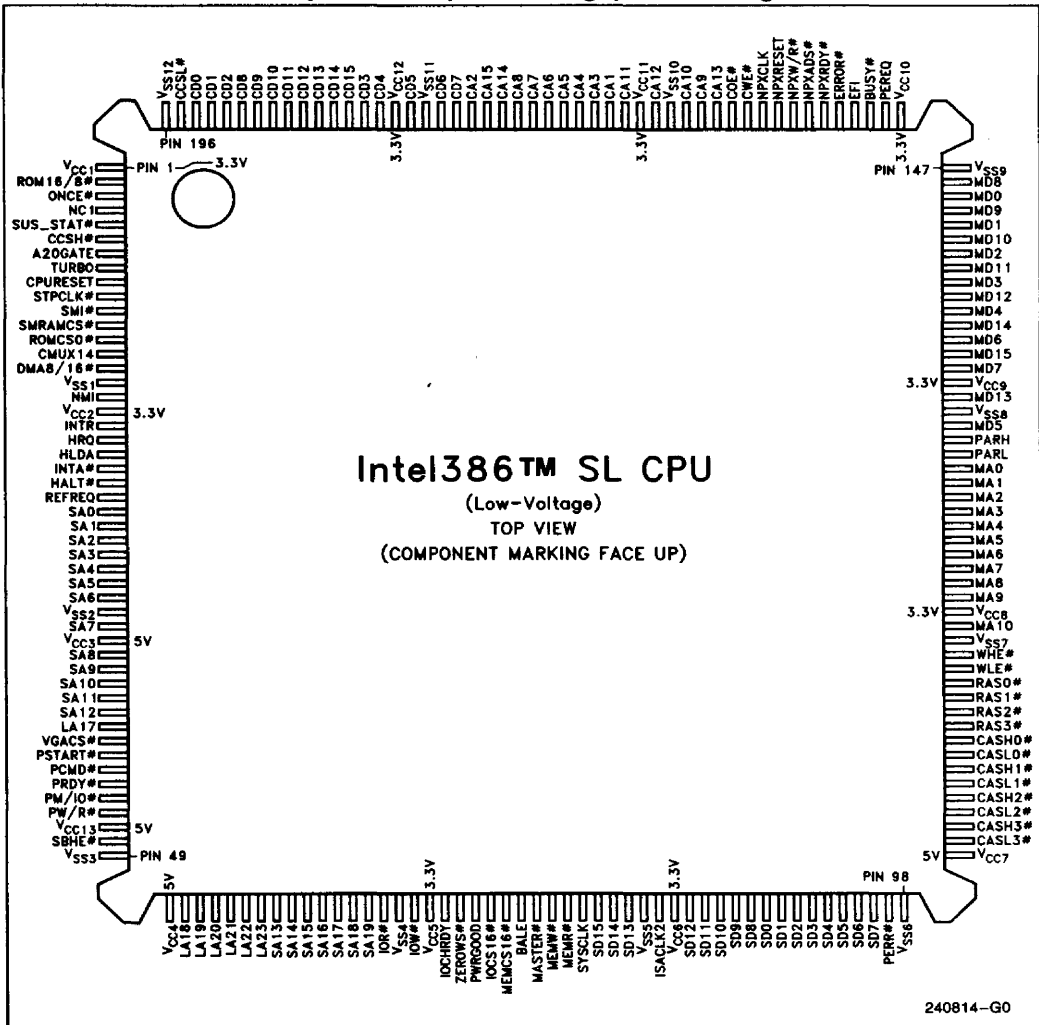 VSS12
CCSL#
CD0
CD1
CD2
CD8
CD9
CD10
CD11
CD12
CD13
CD14
CD15
CD3
CD4
VCC12
CD5
VSS11
CD6
CD7
CA2
CA15
CA14
CA8
CA7
CA6
CA5
CA4
CA3
CA1
CA11
VCC11
CA12
VSS10
CA10
CA9
CA13
COE#
CWE#
NPXCLK
NPXRESET
NPXW/R#
NPXADS#
NPXRDY#
ERROR#
EFI
BUSY#
PEREQ
VCC10
PIN 196
3.3V
3.3V
3.3V
VCC1
PIN 1
3.3V
ROM16/8#
ONCE#
NC1
SUS_STAT#
CCSH#
A20GATE
TURBO
CPURESET
STPCLK#
SMI#
SMRAMCS#
ROMCS0#
CMUX14
DMA8/16#
VSS1
NMI
VCC2
3.3V
INTR
HRQ
HLDA
INTA#
HALT#
REFREQ
SA0
SA1
SA2
SA3
SA4
SA5
SA6
VSS2
SA7
VCC3
5V
SA8
SA9
SA10
SA11
SA12
LA17
VGACS#
PSTART#
PCMD#
PRDY#
PM/IO#
PW/R#
VCC13
5V
SBHE#
VSS3
PIN 49
Intel386™ SL CPU
(Low-Voltage)
TOP VIEW
(COMPONENT MARKING FACE UP)
PIN 147
VSS9
MD8
MD0
MD9
MD1
MD10
MD2
MD11
MD3
MD12
MD4
MD14
MD6
MD15
MD7
3.3V
VCC9
MD13
VSS8
MD5
PARH
PARL
MA0
MA1
MA2
MA3
MA4
MA5
MA6
MA7
MA8
MA9
3.3V
VCC8
MA10
VSS7
WHE#
WLE#
RAS0#
RAS1#
RAS2#
RAS3#
CASH0#
CASL0#
CASH1#
CASL1#
CASH2#
CASL2#
CASH3#
CASL3#
5V
VCC7
5V
3.3V
3.3V
PIN 98
VCC4
LA18
LA19
LA20
LA21
LA22
LA23
SA13
SA14
SA15
SA16
SA17
SA18
SA19
IOR#
VSS4
IOW#
VCC5
IOCHRDY
ZEROWS#
PWRGOOD
IOCS16#
MEMCS16#
BALE
MASTER#
MEMW#
MEMR#
SYSCLK
SD15
SD14
SD13
VSS5
ISACLK2
VCC6
SD12
SD11
SD10
SD9
SD8
SD0
SD1
SD2
SD3
SD4
SD5
SD6
SD7
PERR#
VSS6
240814-G0